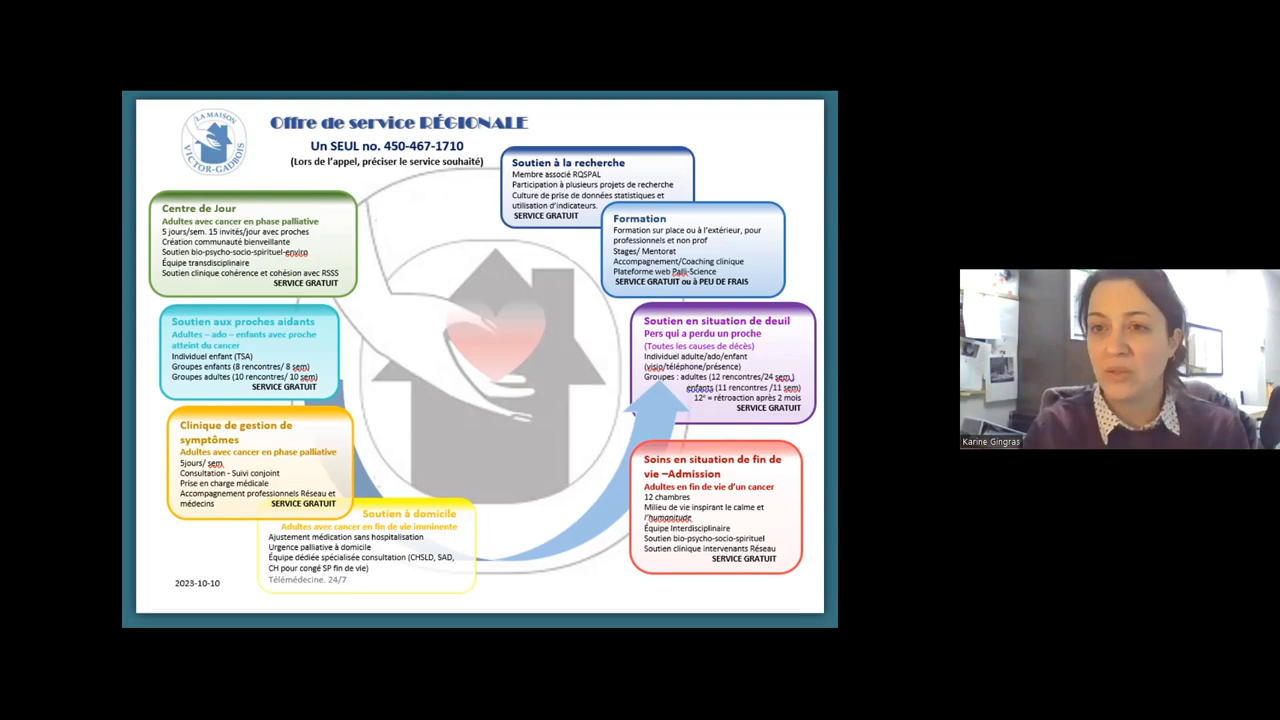 LA MAISON
VICTOR-GADBOIS
Offre de service RÉGIONALE
Un SEUL no. 450-467-1710
(Lors de l'appel, préciser le service souhaité)
Soutien à la recherche
Membre associé RQSPAL
Participation à plusieurs projets de recherche
Culture de prise de données statistiques et
utilisation d'indicateurs.
SERVICE GRATUIT
Formation
Formation sur place ou à l'extérieur, pour
professionnels et non prof
Stages/ Mentorat
Accompagnement/Coaching clinique
Plateforme web Palli-Science
SERVICE GRATUIT ou à PEU DE FRAIS
Centre de Jour
Adultes avec cancer en phase palliative
5 jours/sem. 15 invités/jour avec proches
Création communauté bienveillante
Soutien bio-psycho-socio-spirituel-enviro
Équipe transdisciplinaire
Soutien clinique cohérence et cohésion avec RSSS
SERVICE GRATUIT
Soutien aux proches aidants
Adultes – ado – enfants avec proche
atteint du cancer
Individuel enfant (TSA)
Groupes enfants (8 rencontres/ 8 sem)
Groupes adultes (10 rencontres/ 10 sem)
SERVICE GRATUIT
Soutien en situation de deuil
Pers qui a perdu un proche
(Toutes les causes de décès)
Individuel adulte/ado/enfant
(visio/téléphone/présence)
Groupes : adultes (12 rencontres/24 sem.)
enfants (11 rencontres /11 sem)
12e = rétroaction après 2 mois
SERVICE GRATUIT
Clinique de gestion de
symptômes
Adultes avec cancer en phase palliative
5jours/ sem
Consultation - Suivi conjoint
Prise en charge médicale
Accompagnement professionnels Réseau et
médecins SERVICE GRATUIT
Soutien à domicile
Adultes avec cancer en fin de vie imminente
Ajustement médication sans hospitalisation
Urgence palliative à domicile
Équipe dédiée spécialisée consultation (CHSLD, SAD,
CH pour congé SP fin de vie)
Télémédecine. 24/7
Soins en situation de fin de
vie –Admission
Adultes en fin de vie d'un cancer
12 chambres
Milieu de vie inspirant le calme et
l'humanitude
Équipe Interdisciplinaire
Soutien bio-psycho-socio-spirituel
Soutien clinique intervenants Réseau
SERVICE GRATUIT
2023-10-10
Karine Gingras